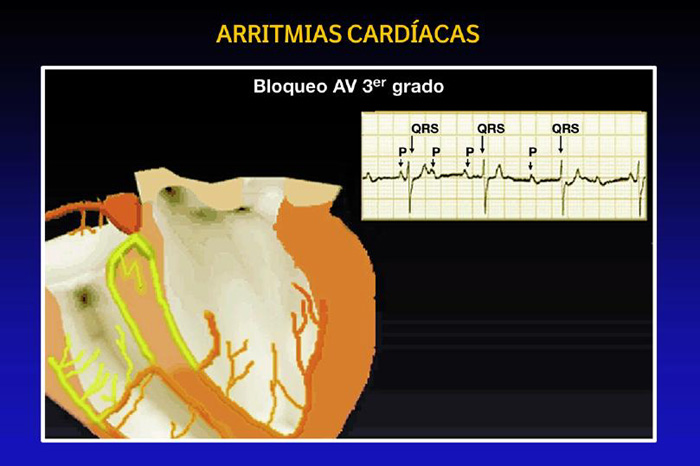 ARRITMIAS CARDÍACAS
Bloqueo AV 3er grado
QRS QRS QRS
P P P P